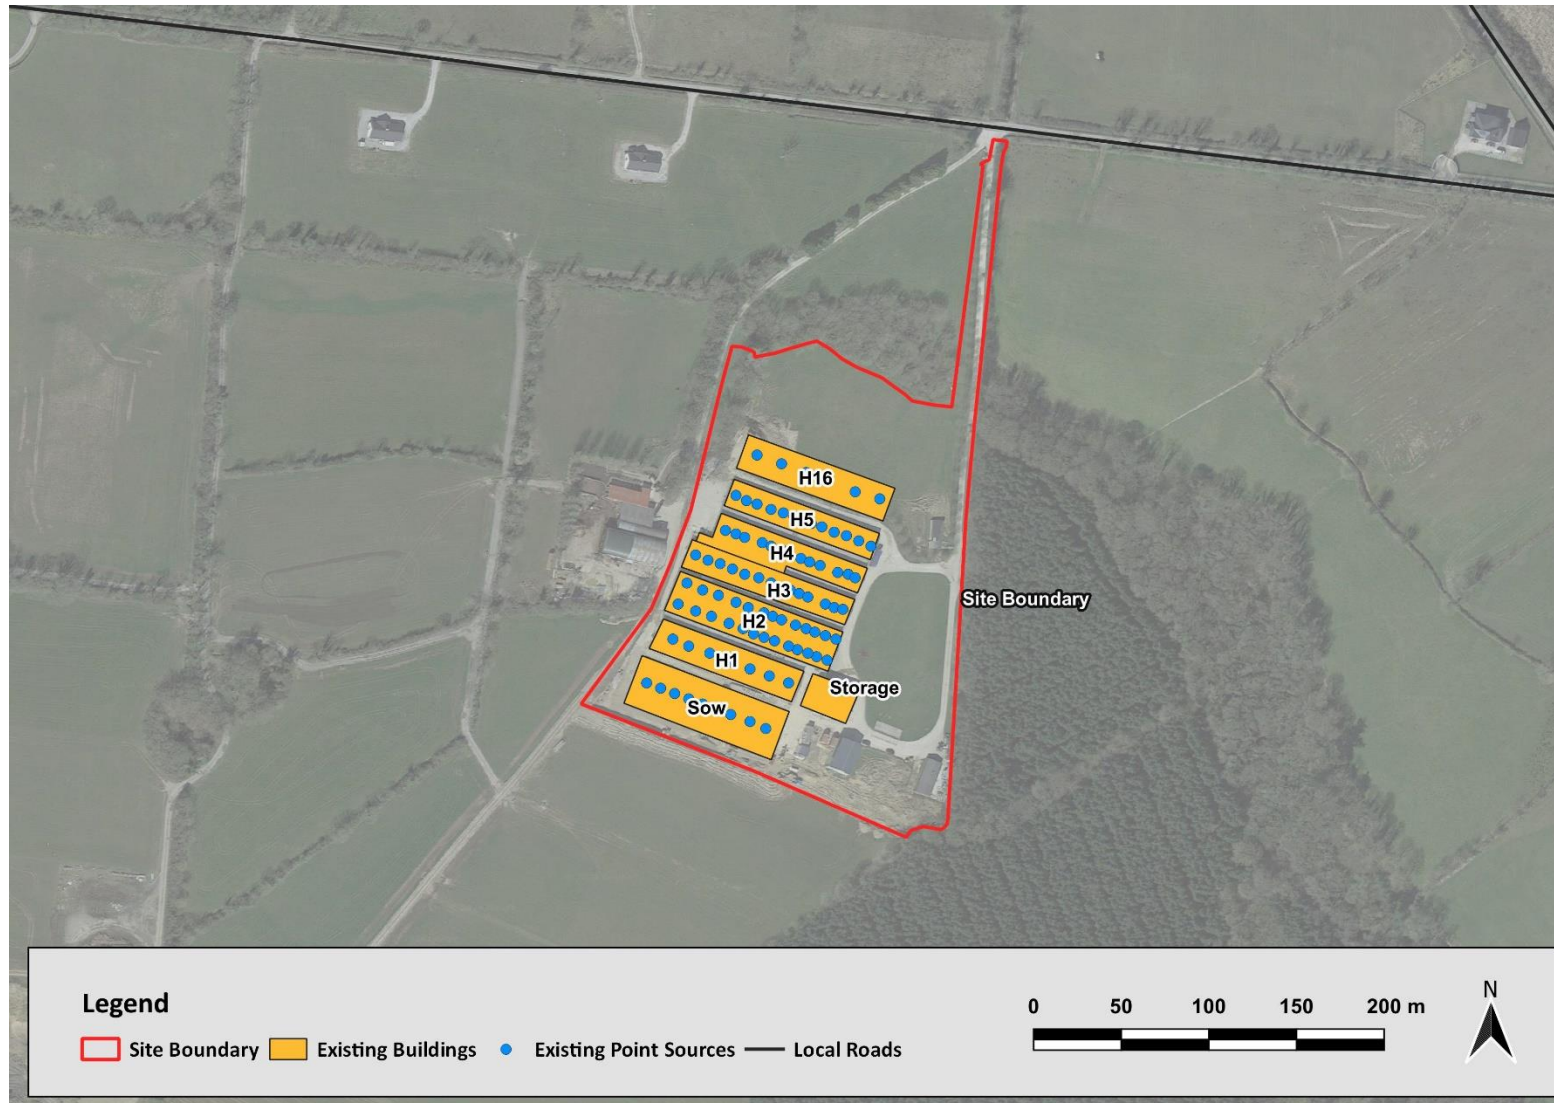 H16
H5
H4
H3
Site Boundary
H2
H1
Storage
Sow
Legend
Site Boundary
Existing Buildings
Existing Point Sources
Local Roads
0 50 100 150 200 m
N